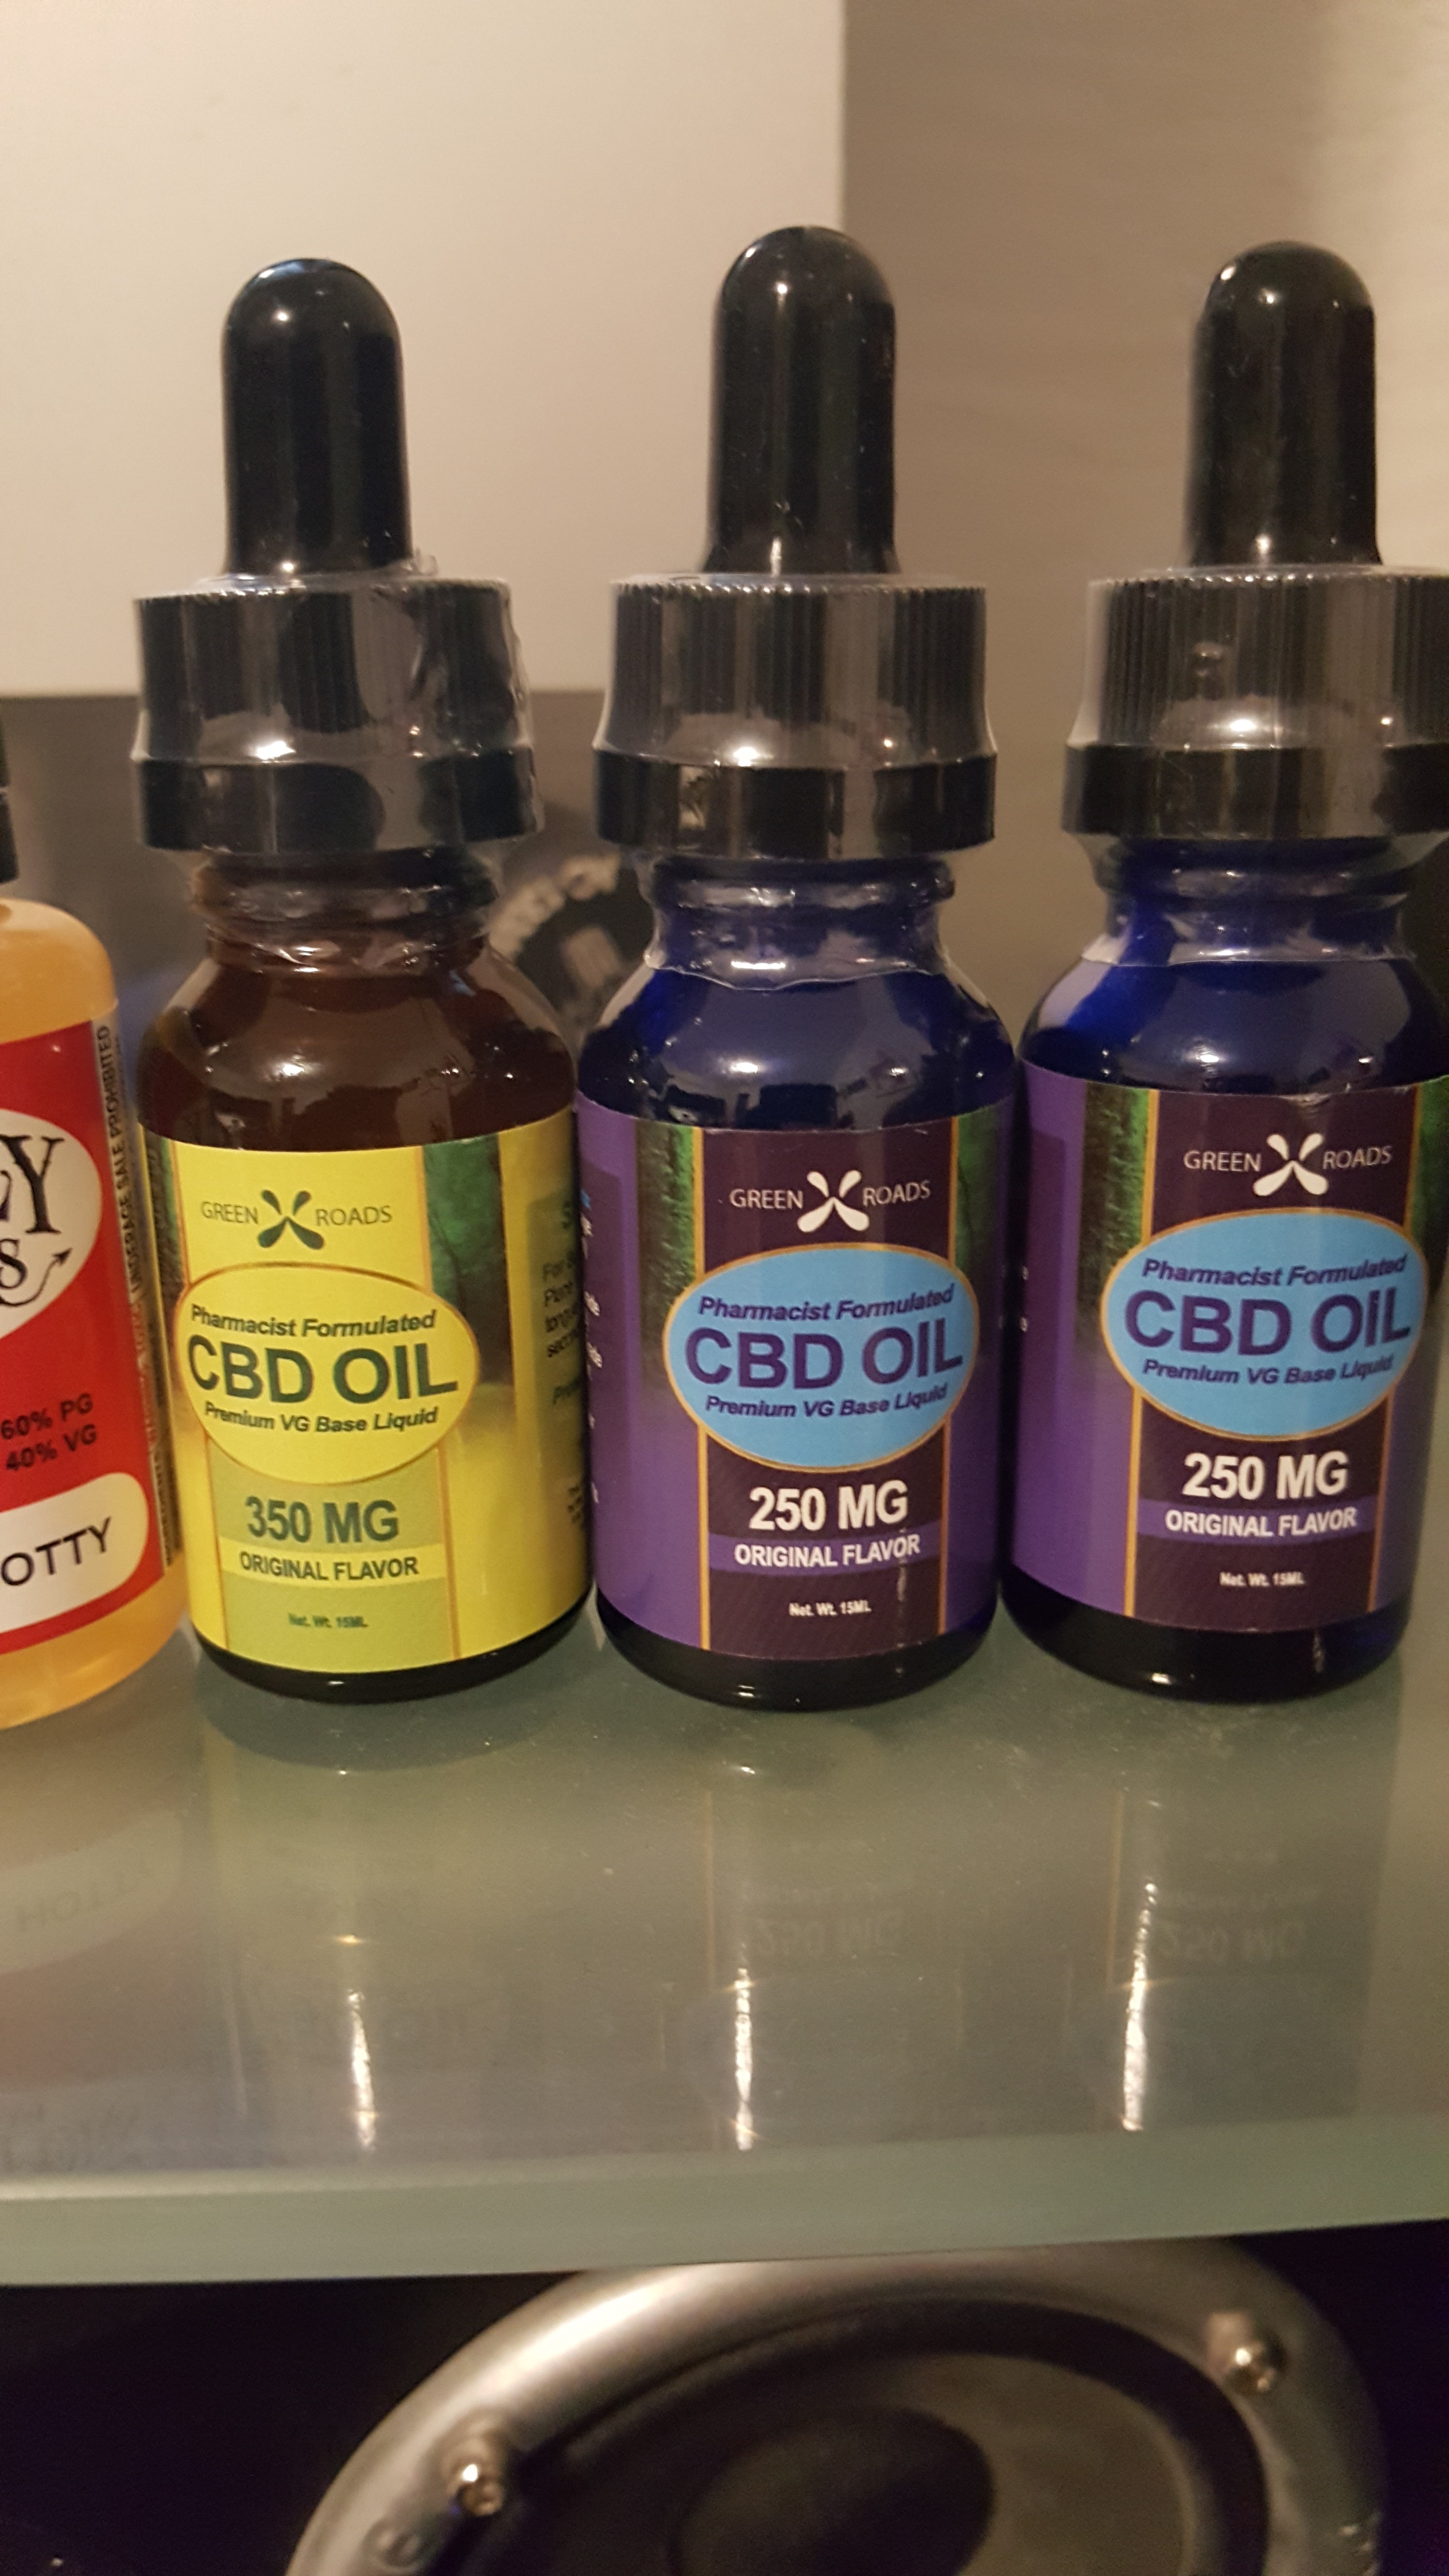 Y
S
60% PG
40% VG
OTTY
UNDERAGE SALE PROHIBITED
GREEN ROADS
Pharmacist Formulated
CBD OIL
Premium VG Base Liquid
350 MG
ORIGINAL FLAVOR
Net. Wt. 15ML
GREEN ROADS
Pharmacist Formulated
CBD OIL
Premium VG Base Liquid
250 MG
ORIGINAL FLAVOR
Net. Wt. 15ML
GREEN ROADS
Pharmacist Formulated
CBD OIL
Premium VG Base Liquid
250 MG
ORIGINAL FLAVOR
Net. Wt. 15ML